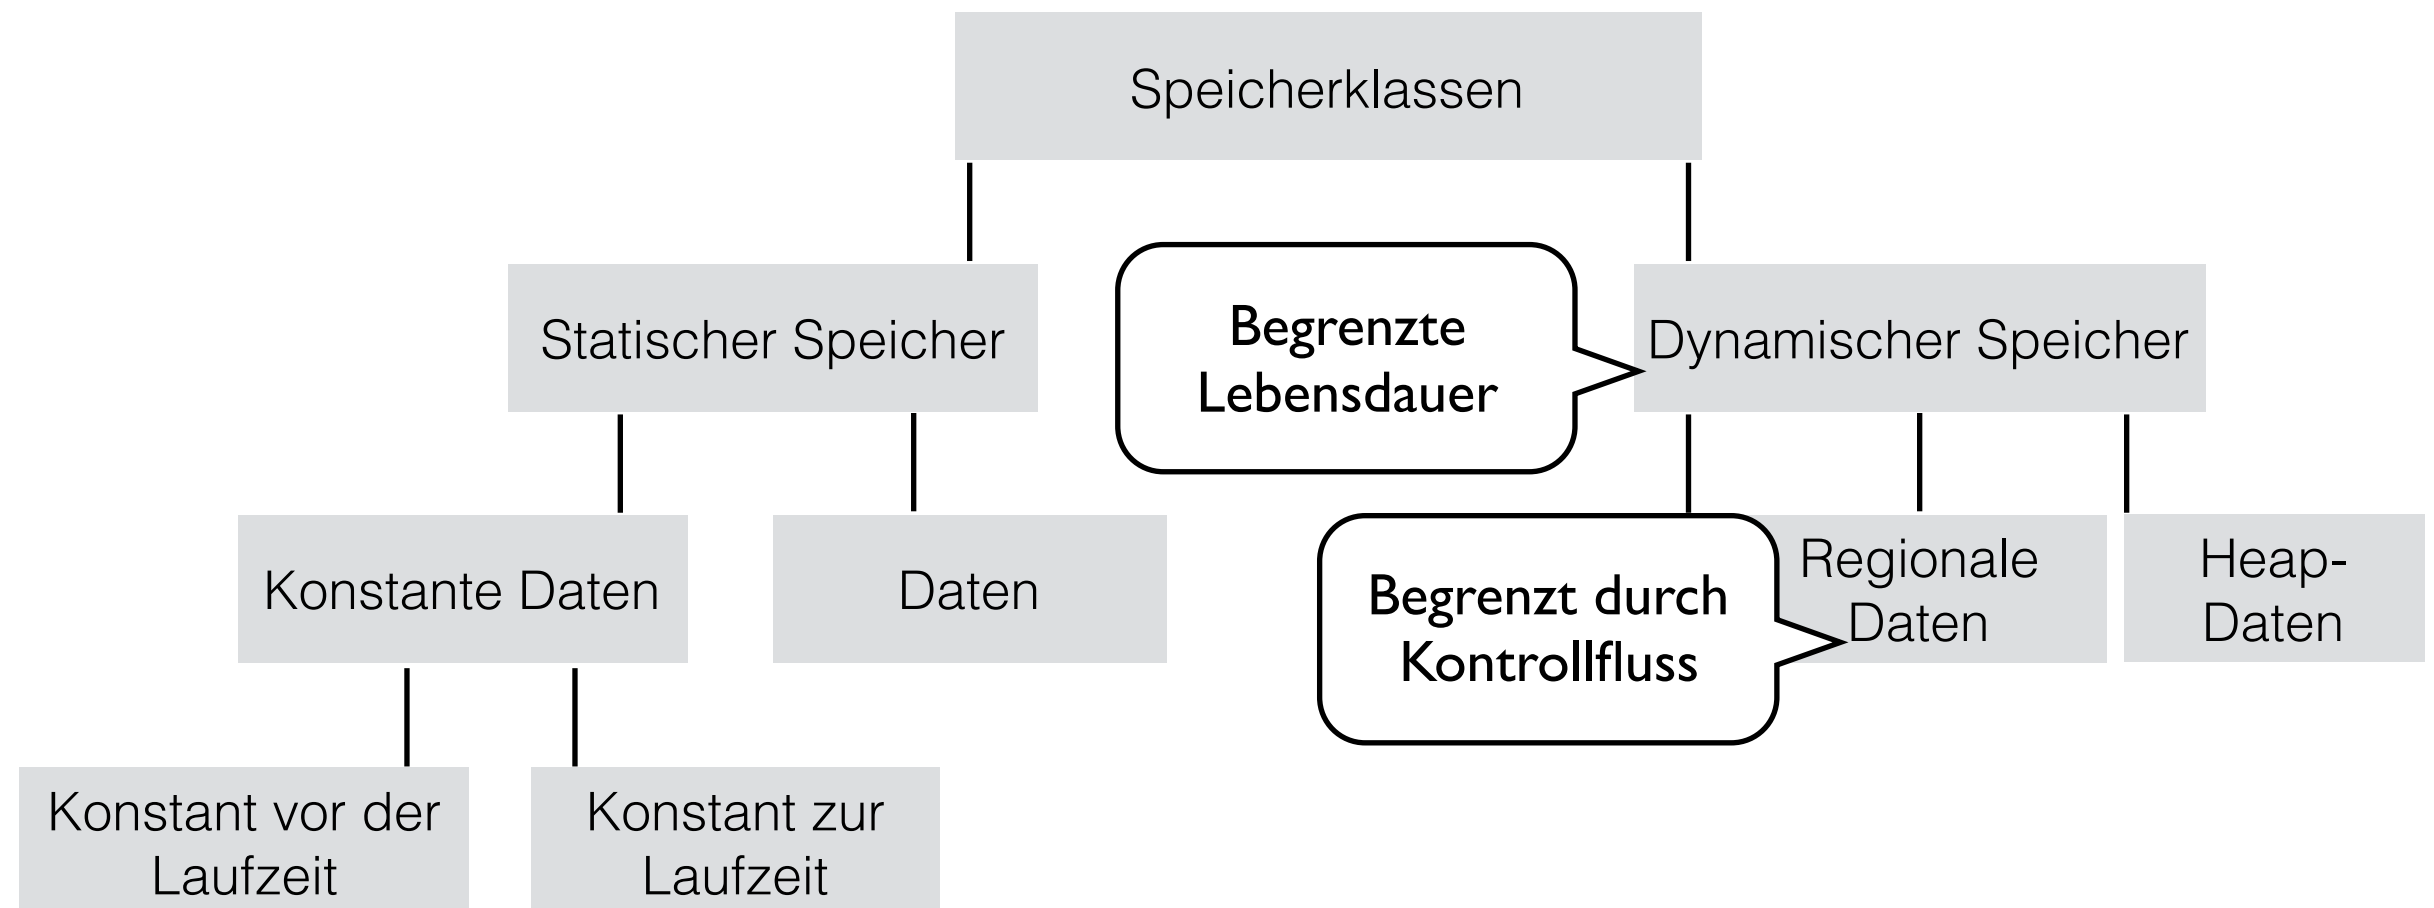 Speicherklassen
Statischer Speicher
Begrenzte
Lebensdauer
Dynamischer Speicher
Konstante Daten
Daten
Begrenzt durch
Kontrollfluss
Regionale
Daten
Heap-
Daten
Konstant vor der
Laufzeit
Konstant zur
Laufzeit